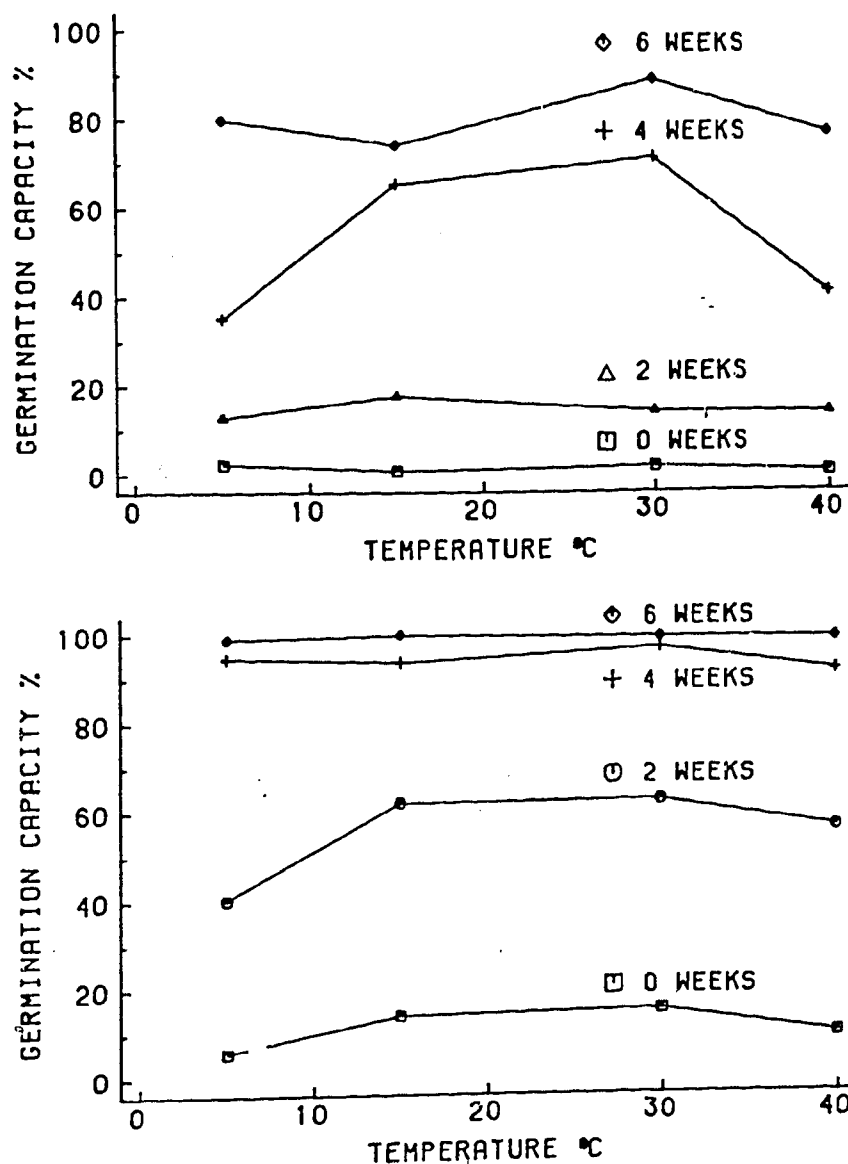 100
80
60
40
20
0
GERMINATION CAPACITY %
6 WEEKS
4 WEEKS
2 WEEKS
0 WEEKS
0 10 20 30 40
TEMPERATURE °C
100
80
60
40
20
0
GERMINATION CAPACITY %
6 WEEKS
4 WEEKS
2 WEEKS
0 WEEKS
0 10 20 30 40
TEMPERATURE °C